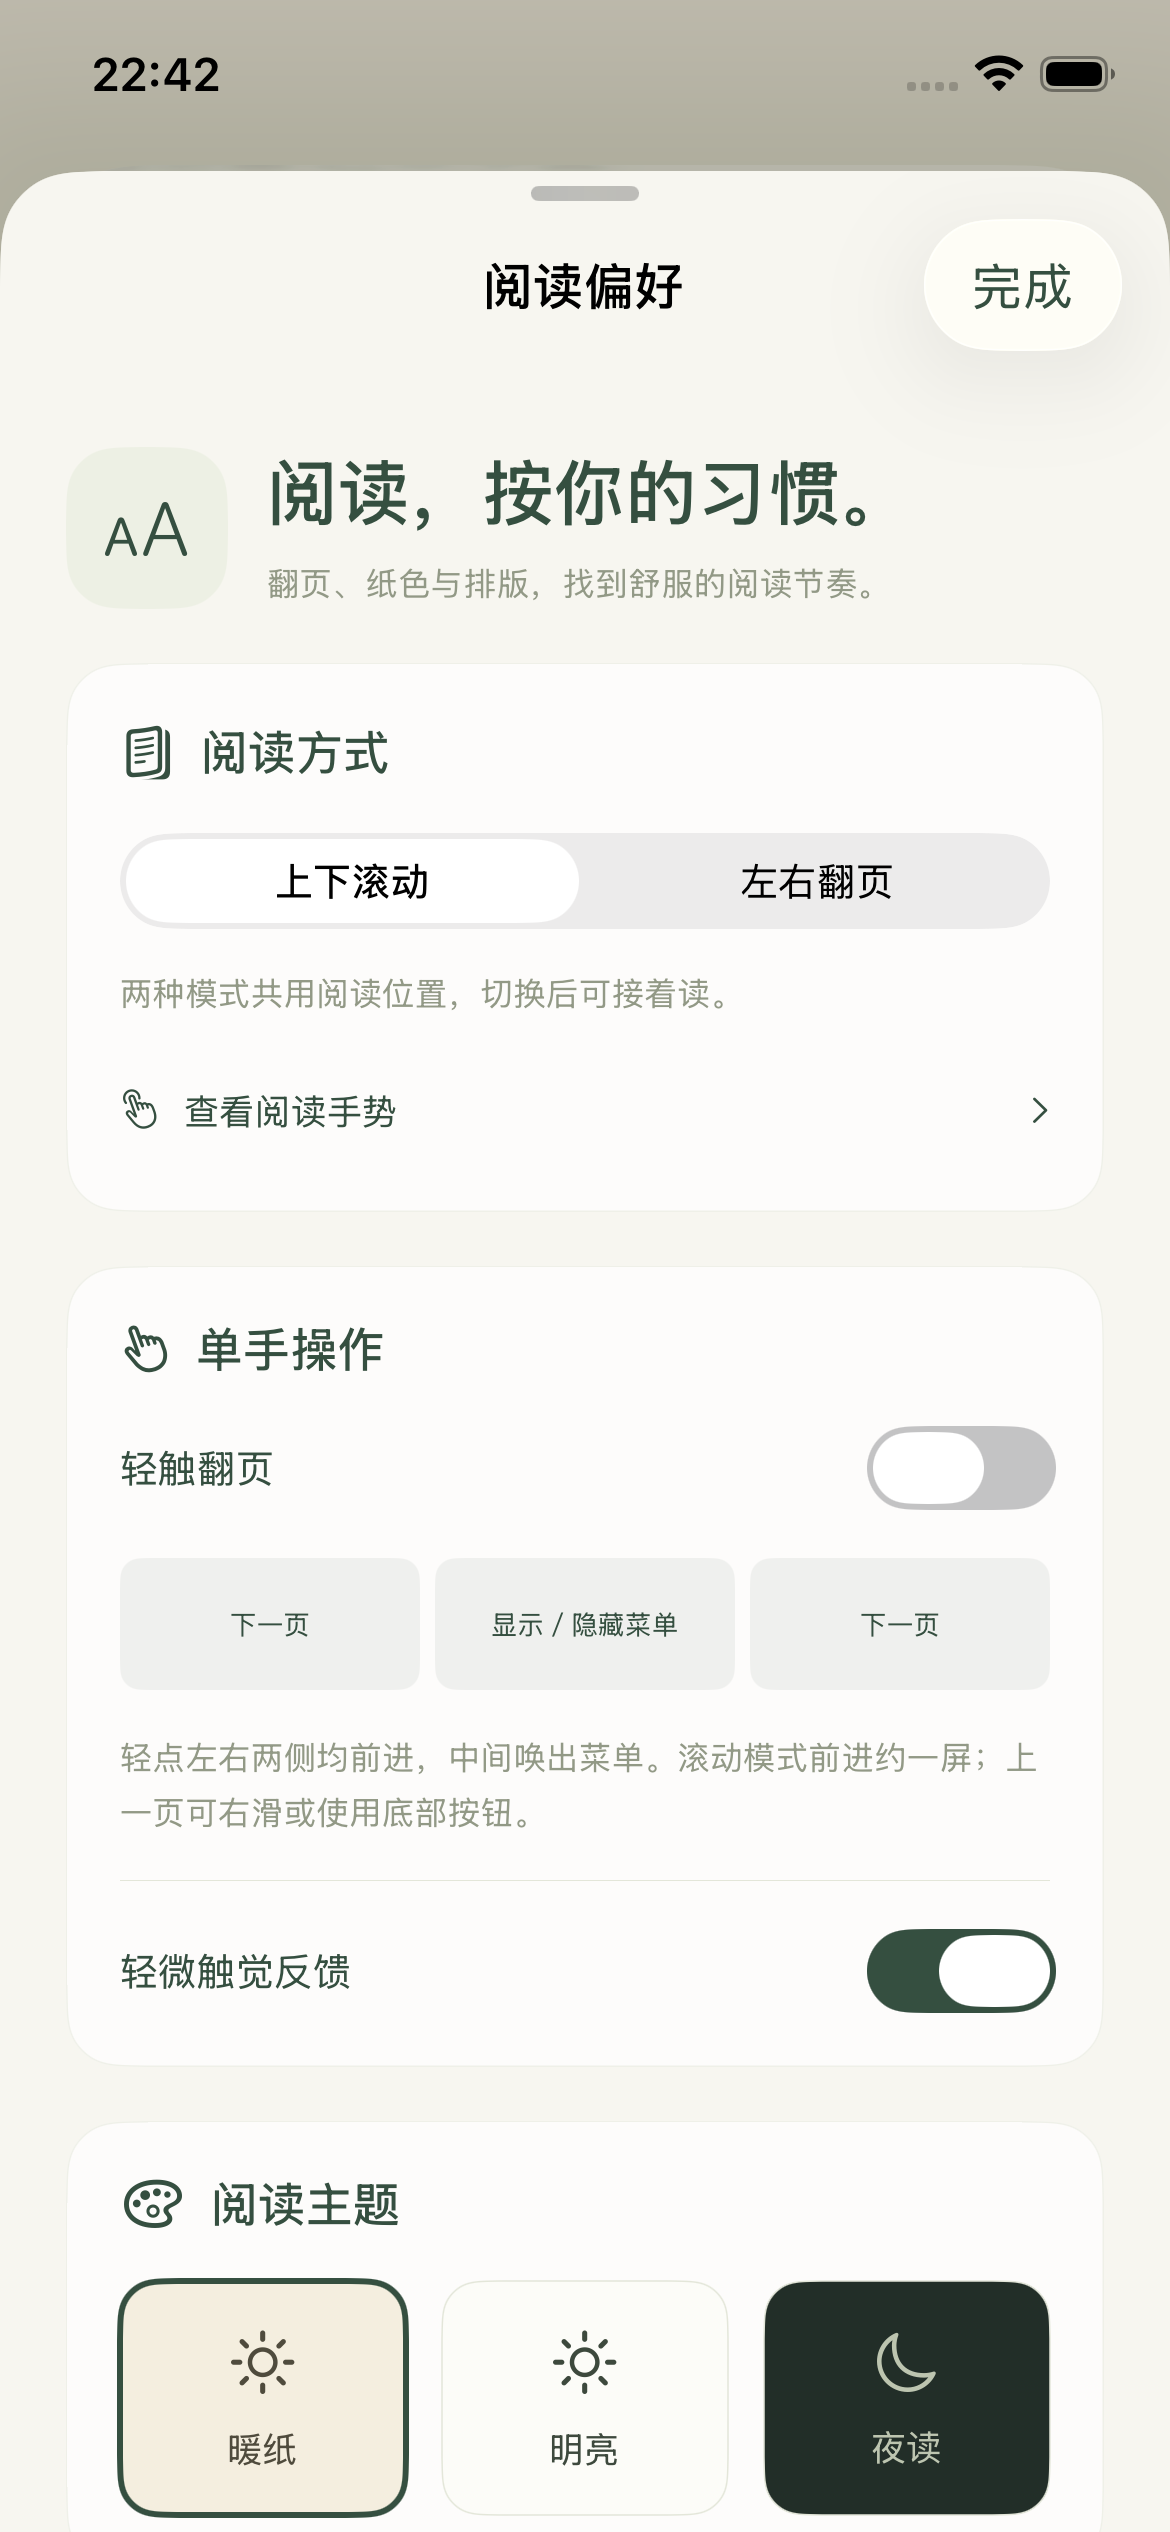 22:42
阅读偏好
完成
AA
阅读，按你的习惯。
翻页、纸色与排版，找到舒服的阅读节奏。
阅读方式
上下滚动
左右翻页
两种模式共用阅读位置，切换后可接着读。
查看阅读手势
单手操作
轻触翻页
下一页
显示 / 隐藏菜单
下一页
轻点左右两侧均前进，中间唤出菜单。滚动模式前进约一屏；上
一页可右滑或使用底部按钮。
轻微触觉反馈
阅读主题
暖纸
明亮
夜读